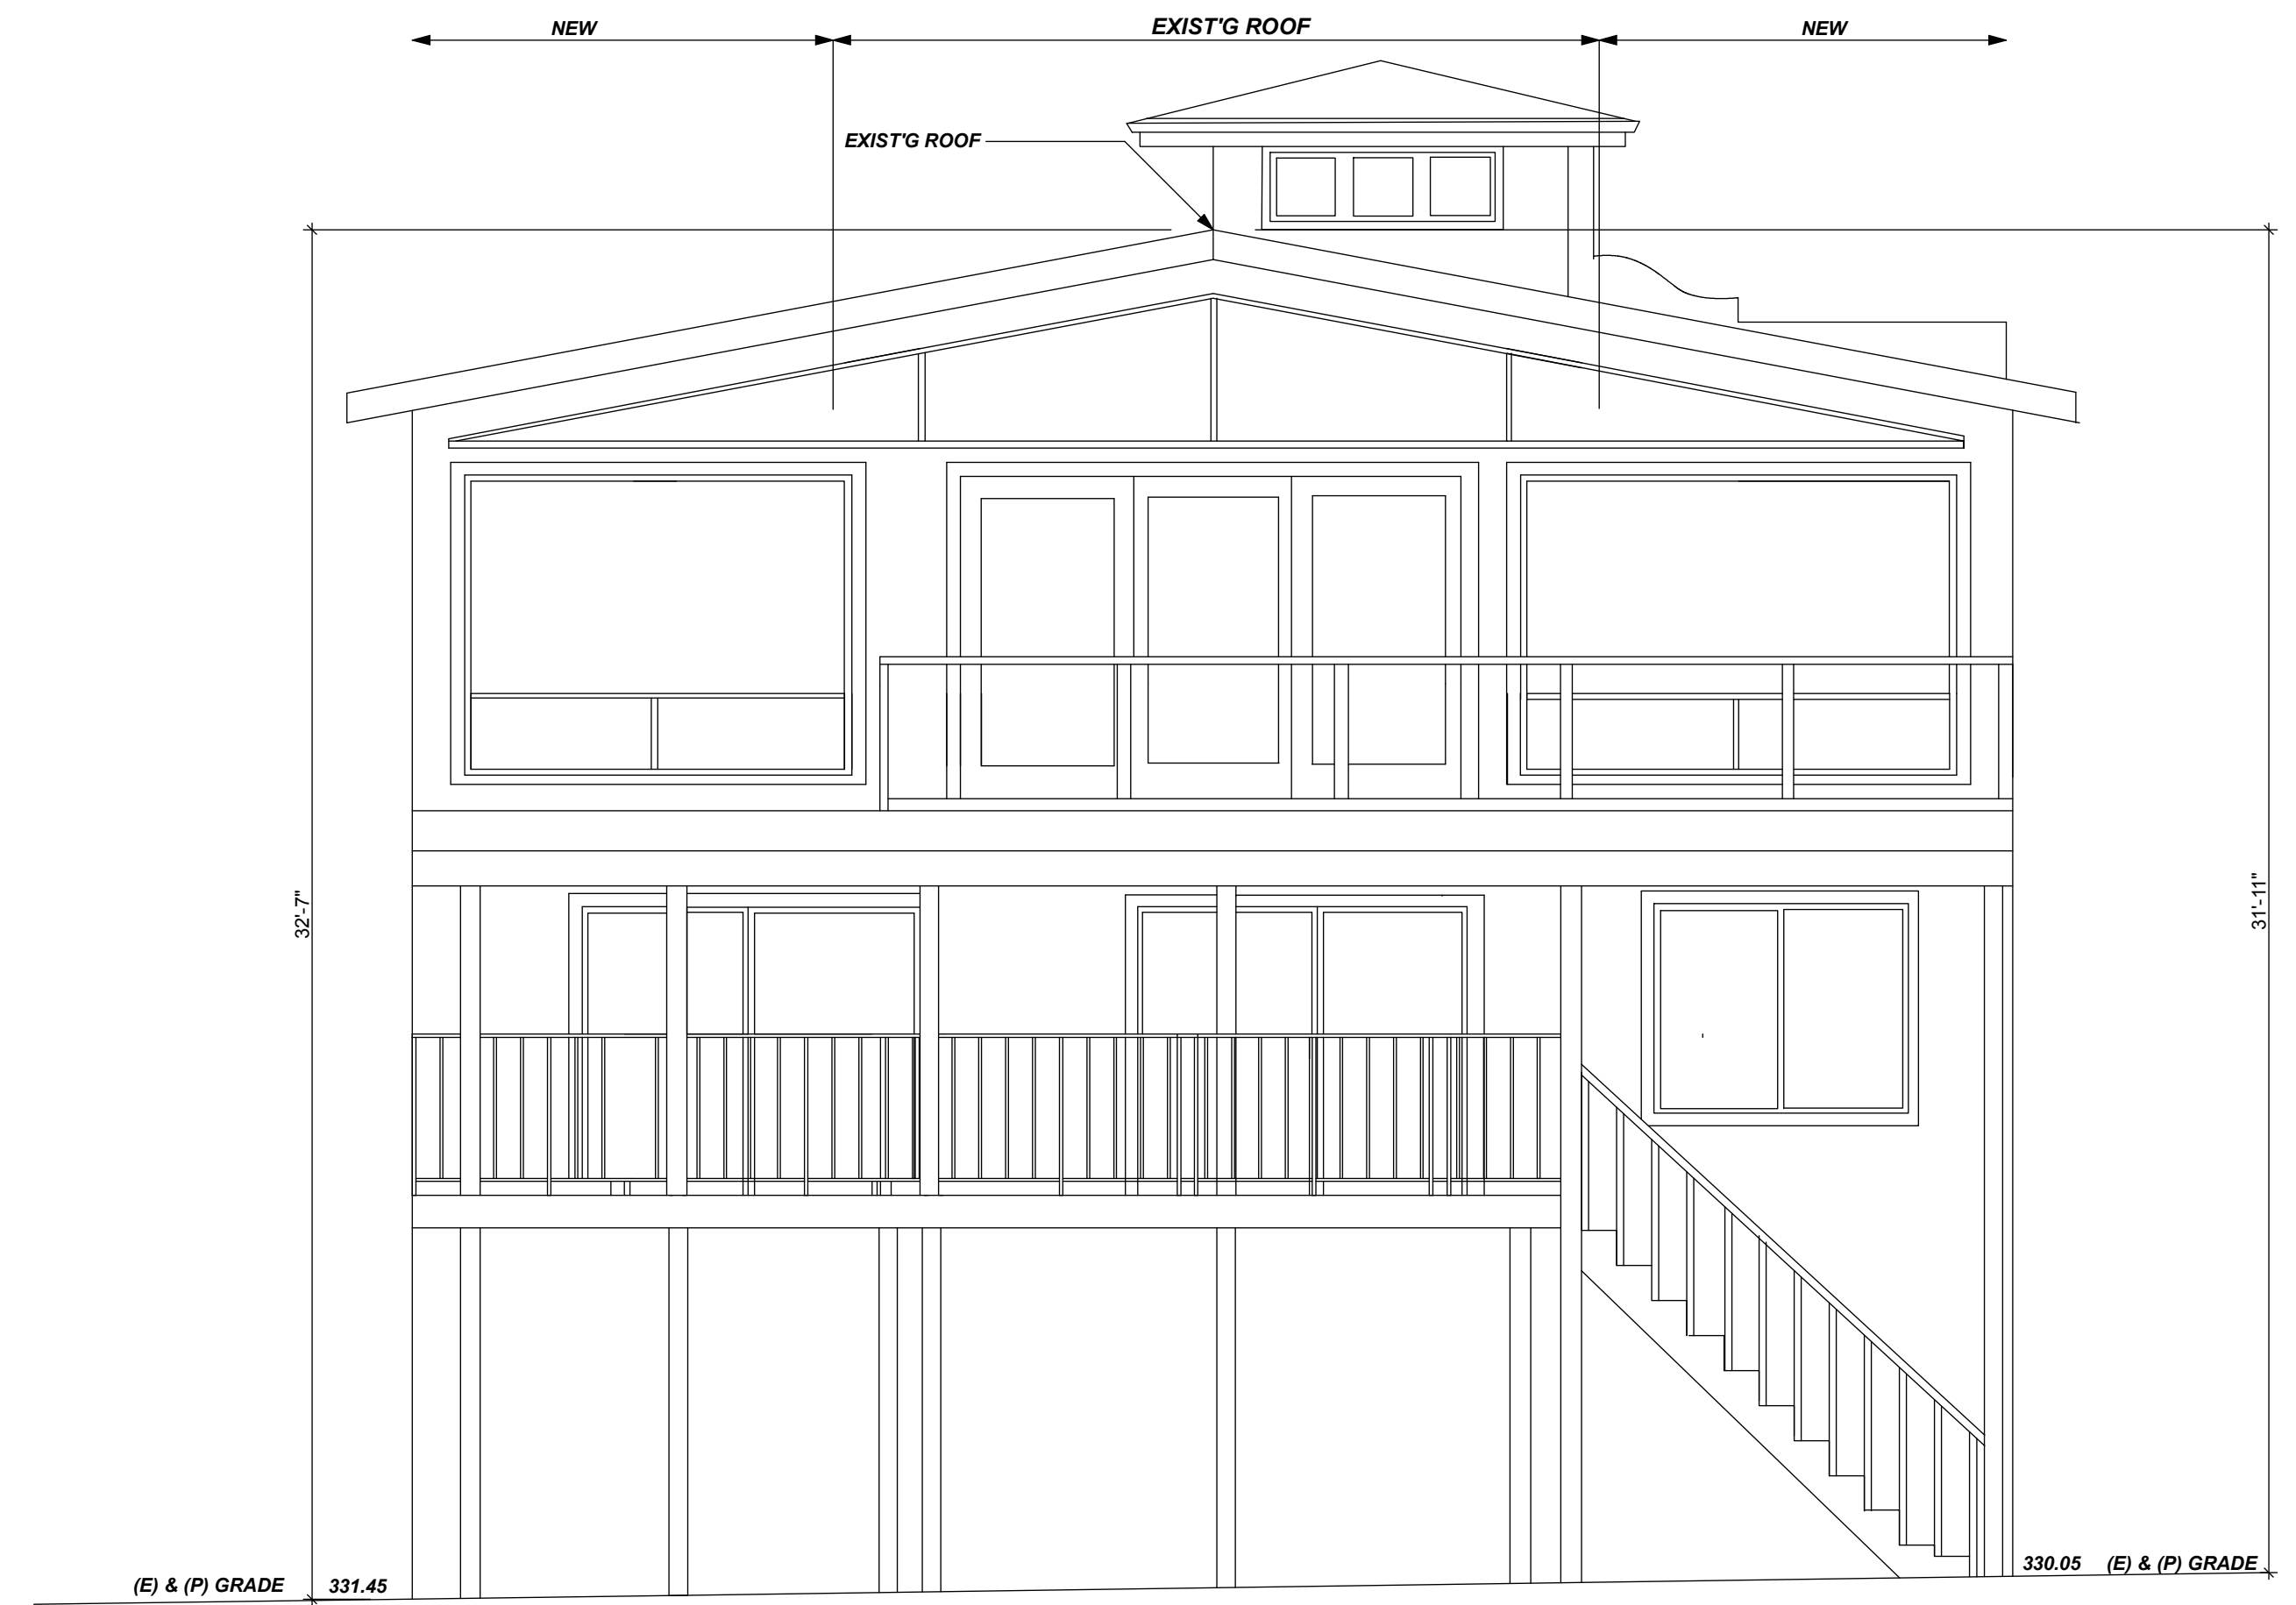 NEW
EXIST'G ROOF
NEW
EXIST'G ROOF
32'-7"
31'-11"
(E) & (P) GRADE 331.45
330.05 (E) & (P) GRADE